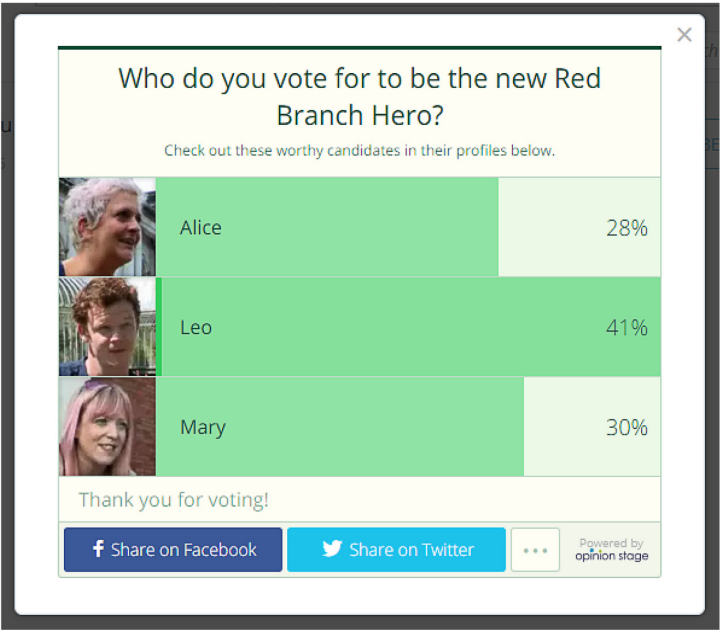 Who do you vote for to be the new Red
Branch Hero?
Check out these worthy candidates in their profiles below.
Alice
28%
Leo
41%
Mary
30%
Thank you for voting!
f Share on Facebook
Share on Twitter
...
Powered by
opinion stage